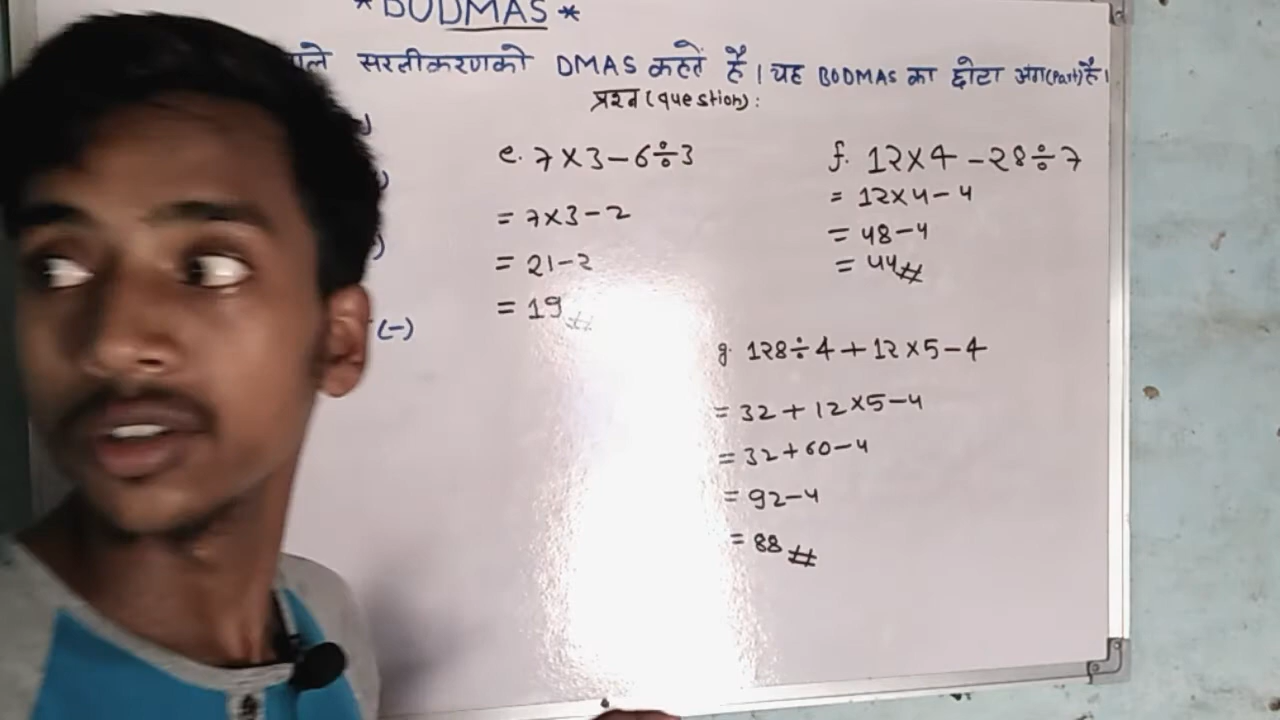 *BODMAS*
सरलीकरणको DMAS कहते हैं। यह BODMAS का छोटा अंग(Part) है।
प्रश्न (question):
e. 7×3-6÷3
= 7×3-2
= 21-2
= 19
(-)
f. 12×4-28÷7
= 12×4-4
= 48-4
= 44
g. 128÷4+12×5-4
= 32+12×5-4
= 32+60-4
= 92-4
= 88